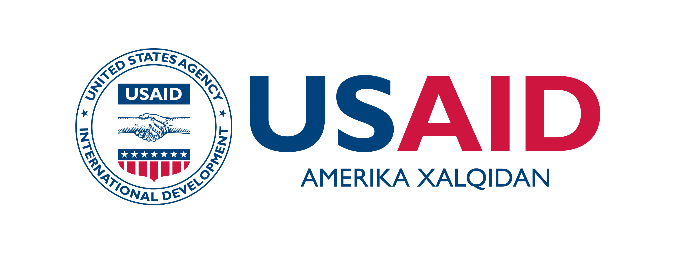 UNITED STATES AGENCY
USAID
INTERNATIONAL DEVELOPMENT
USAID
AMERIKA XALQIDAN